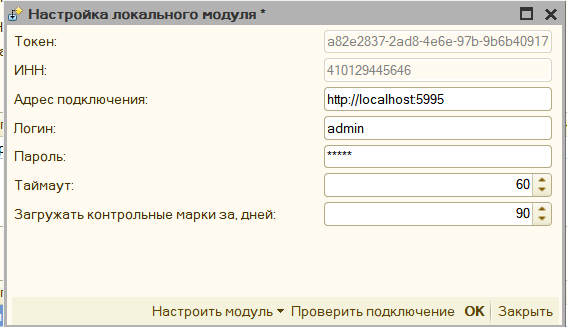 Настройка локального модуля *
Токен: a82e2837-2ad8-4e6e-97b-9b6b40917
ИНН: 410129445646
Адрес подключения: http://localhost:5995
Логин: admin
Пароль: *****
Таймаут: 60
Загружать контрольные марки за, дней: 90
Настроить модуль Проверить подключение OK Закрыть